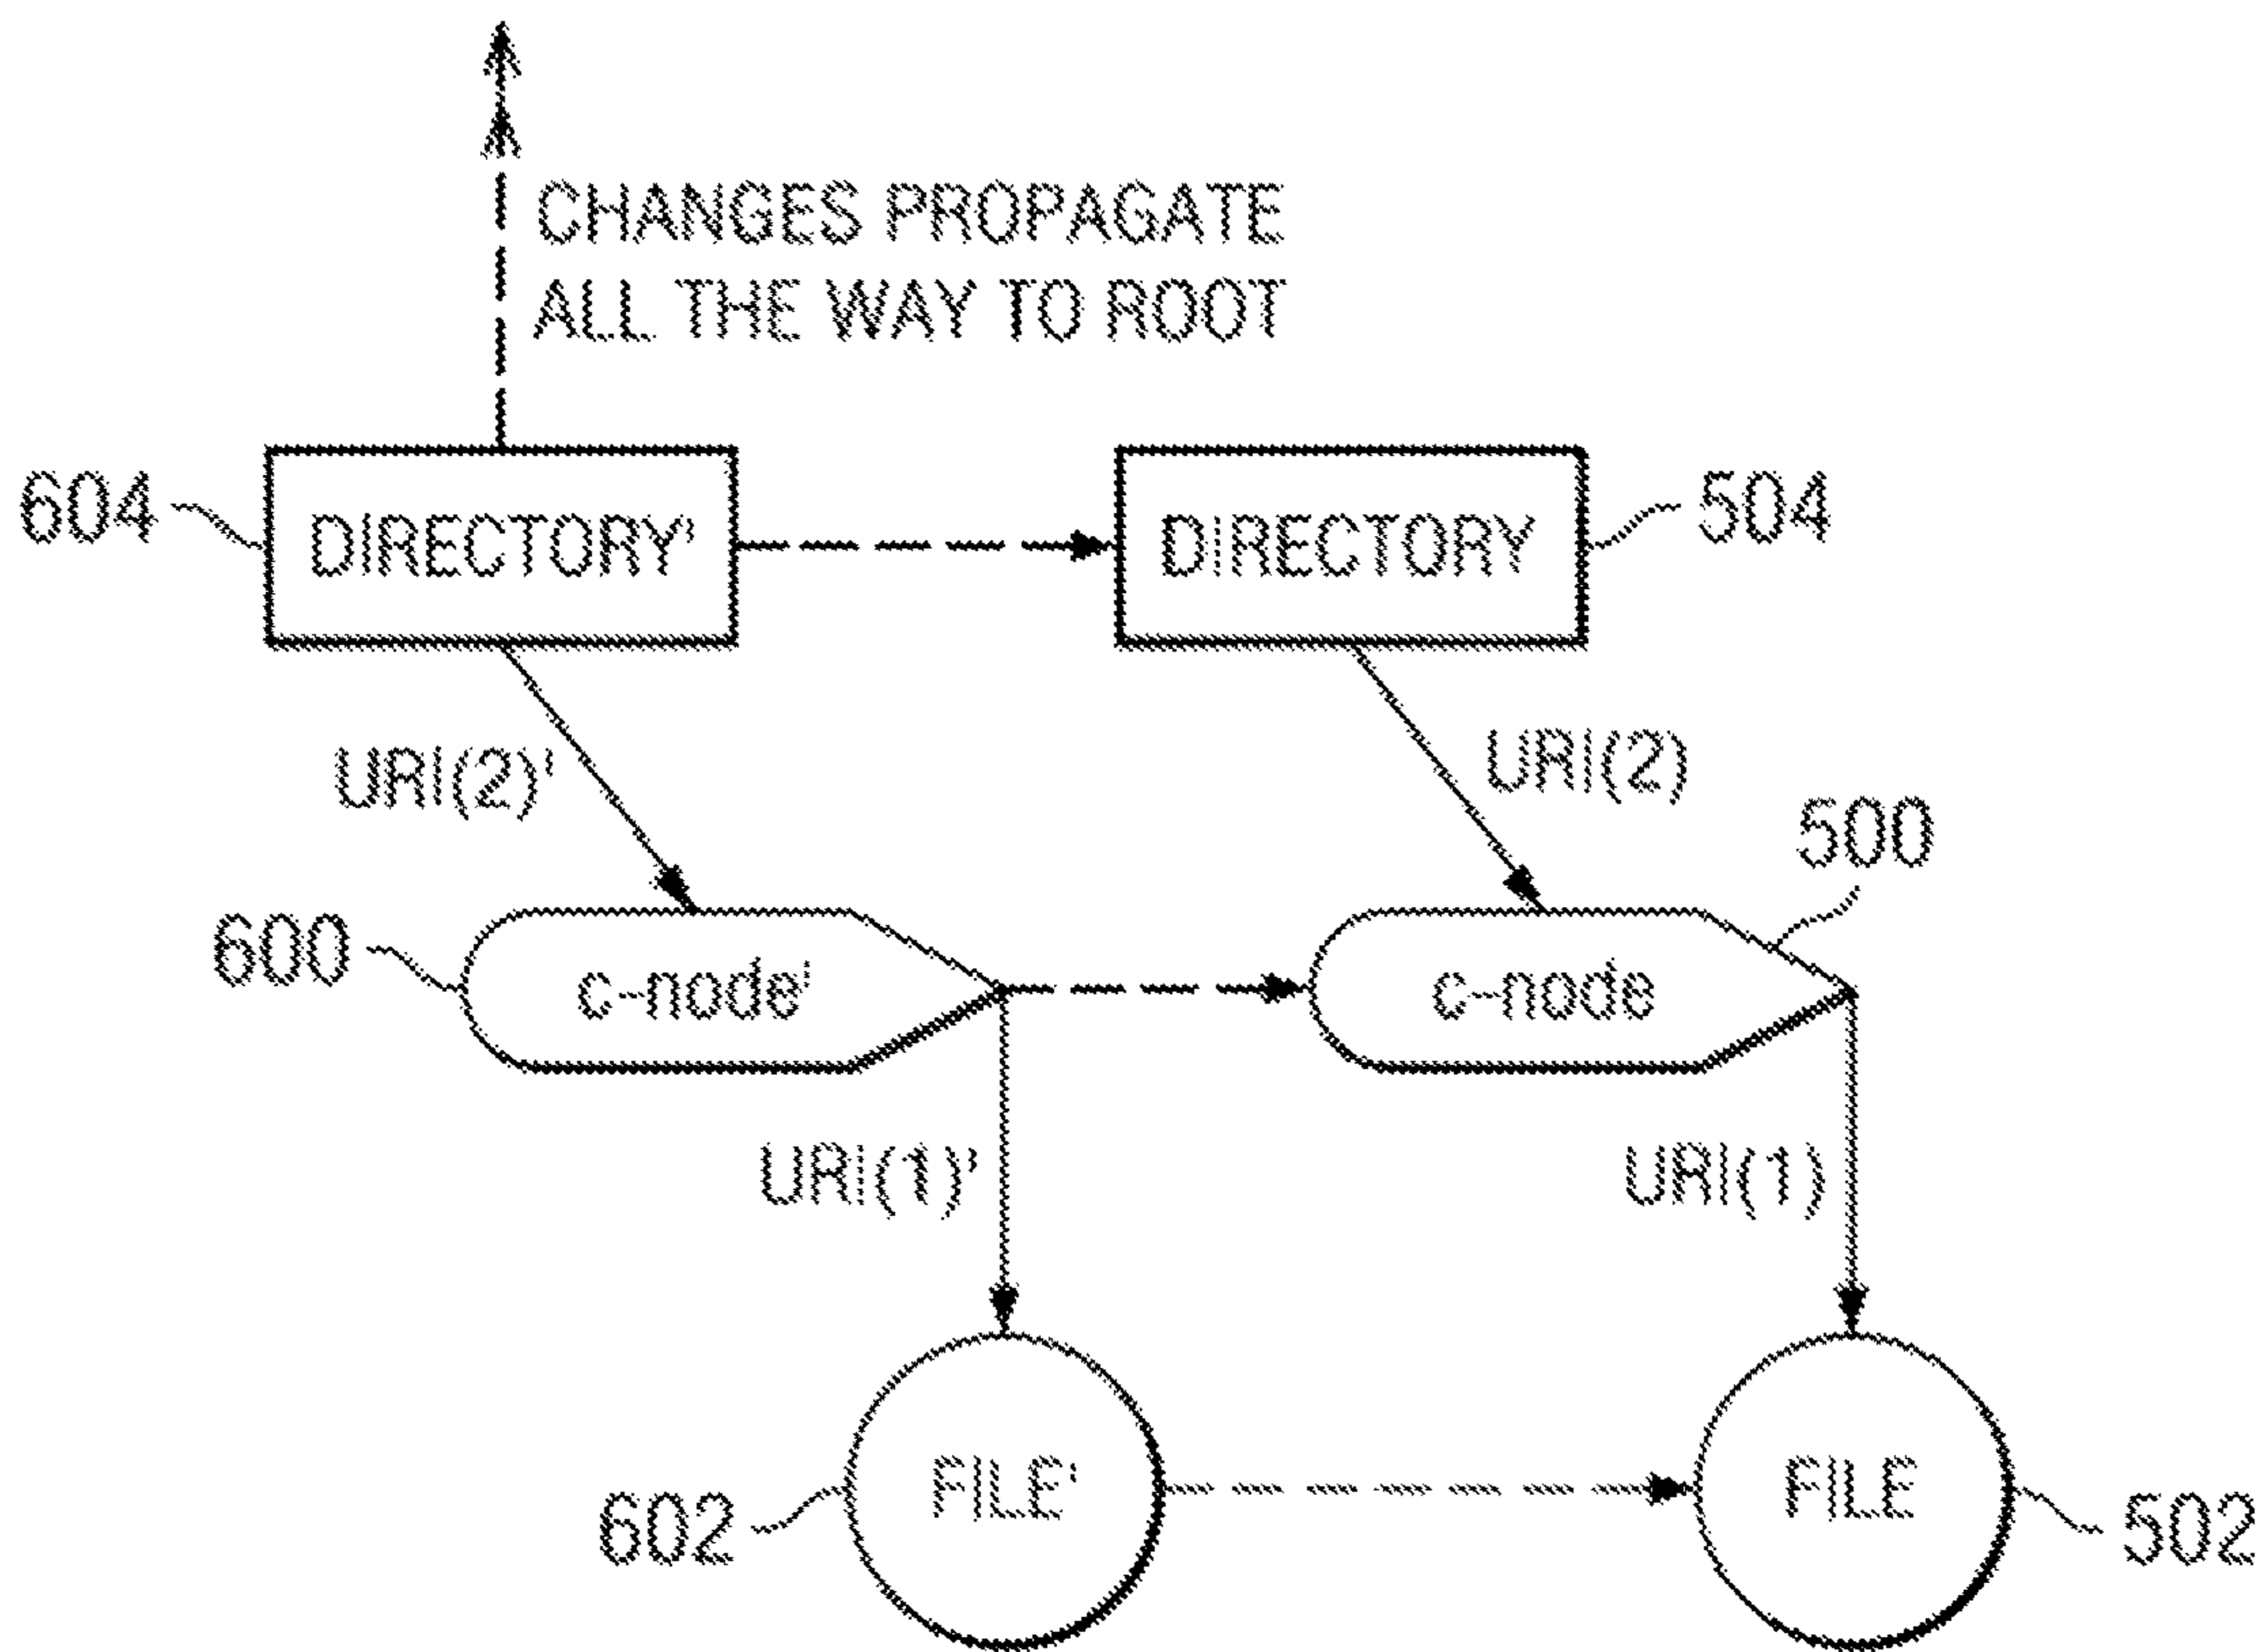 CHANGES PROPAGATE
ALL THE WAY TO ROOT
604
DIRECTORY'
DIRECTORY
504
URI(2)'
URI(2)
500
600
c-node'
c-node
URI(1)'
URI(1)
602
FILE'
FILE
502